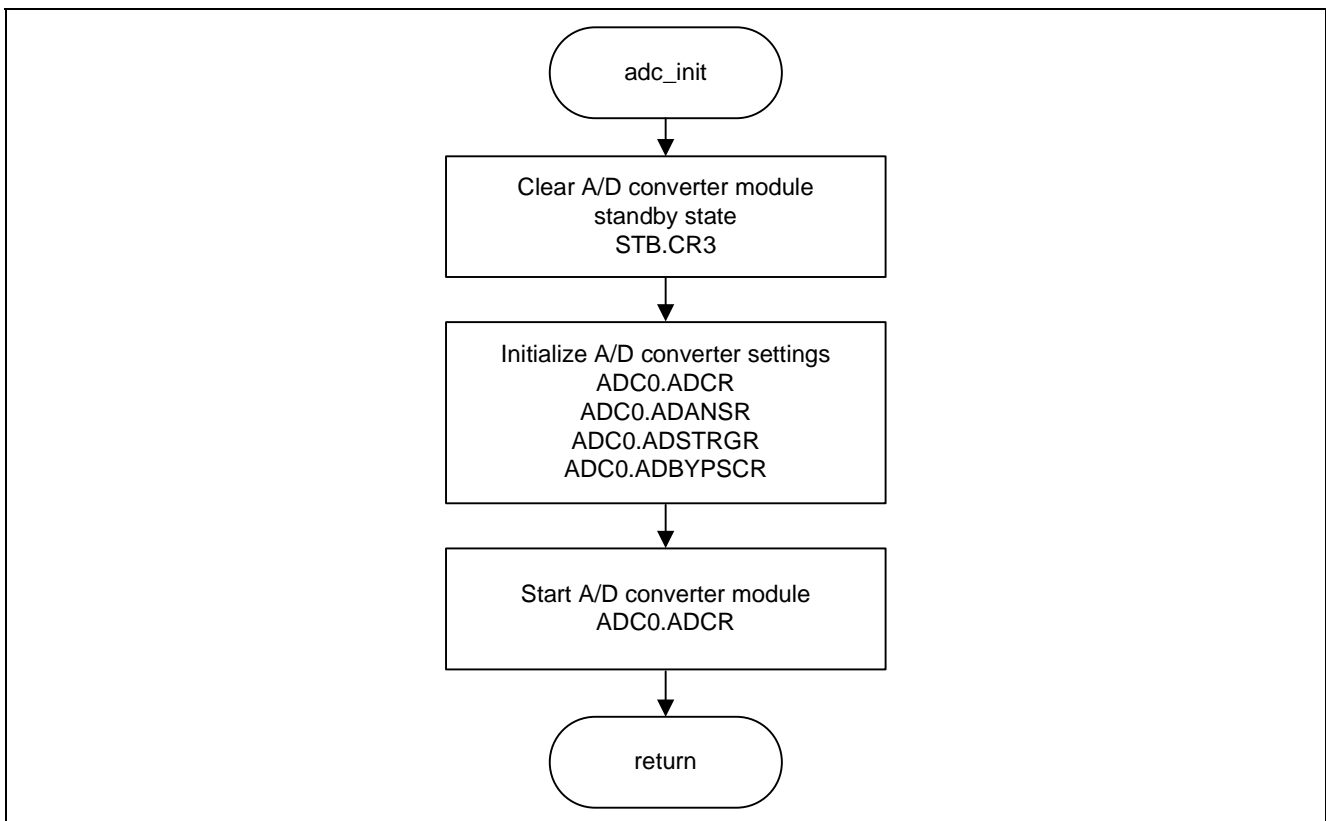 adc_init
Clear A/D converter module
standby state
STB.CR3
Initialize A/D converter settings
ADC0.ADCR
ADC0.ADANSR
ADC0.ADSTRGR
ADC0.ADBYPSCR
Start A/D converter module
ADC0.ADCR
return